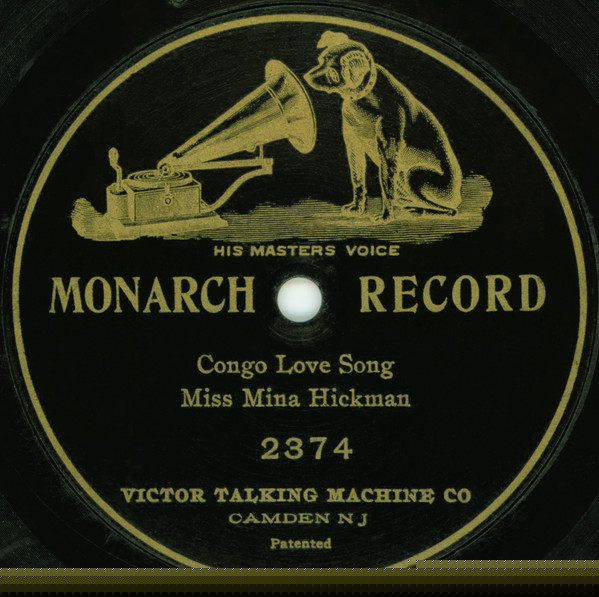 HIS MASTERS VOICE
MONARCH RECORD
Congo Love Song
Miss Mina Hickman
2374
VICTOR TALKING MACHINE CO
CAMDEN N J
Patented